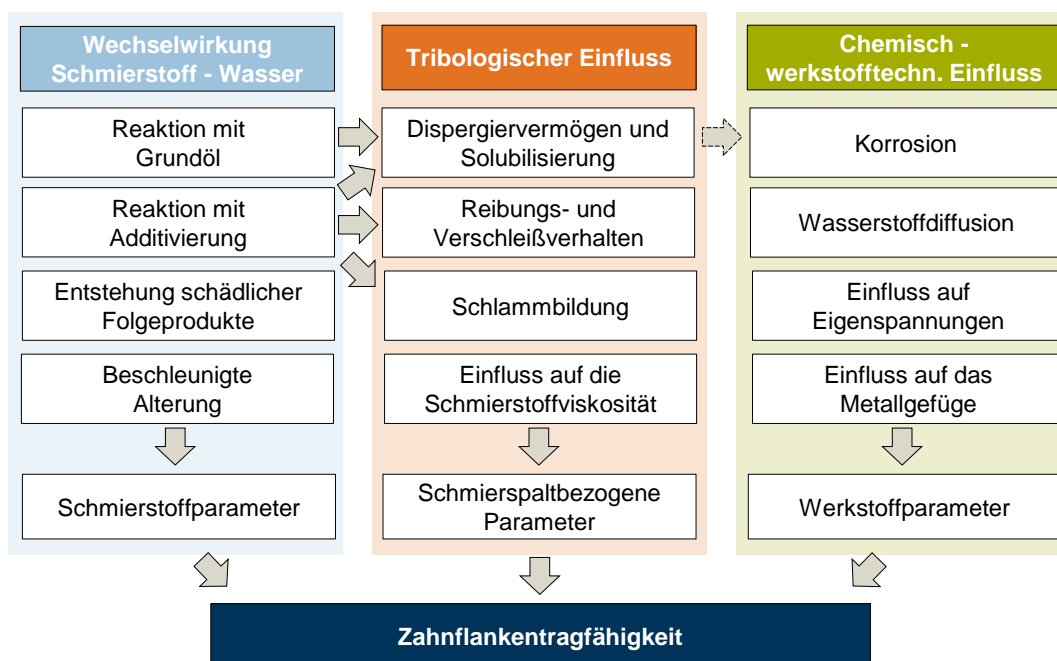 Wechselwirkung
Schmierstoff - Wasser
Reaktion mit
Grundöl
Reaktion mit
Additivierung
Entstehung schädlicher
Folgeprodukte
Beschleunigte
Alterung
Schmierstoffparameter
Tribologischer Einfluss
Dispergiervermögen und
Solubilisierung
Reibungs- und
Verschleißverhalten
Schlammbildung
Einfluss auf die
Schmierstoffviskosität
Schmierspaltbezogene
Parameter
Chemisch -
werkstofftechn. Einfluss
Korrosion
Wasserstoffdiffusion
Einfluss auf
Eigenspannungen
Einfluss auf das
Metallgefüge
Werkstoffparameter
Zahnflankentragfähigkeit